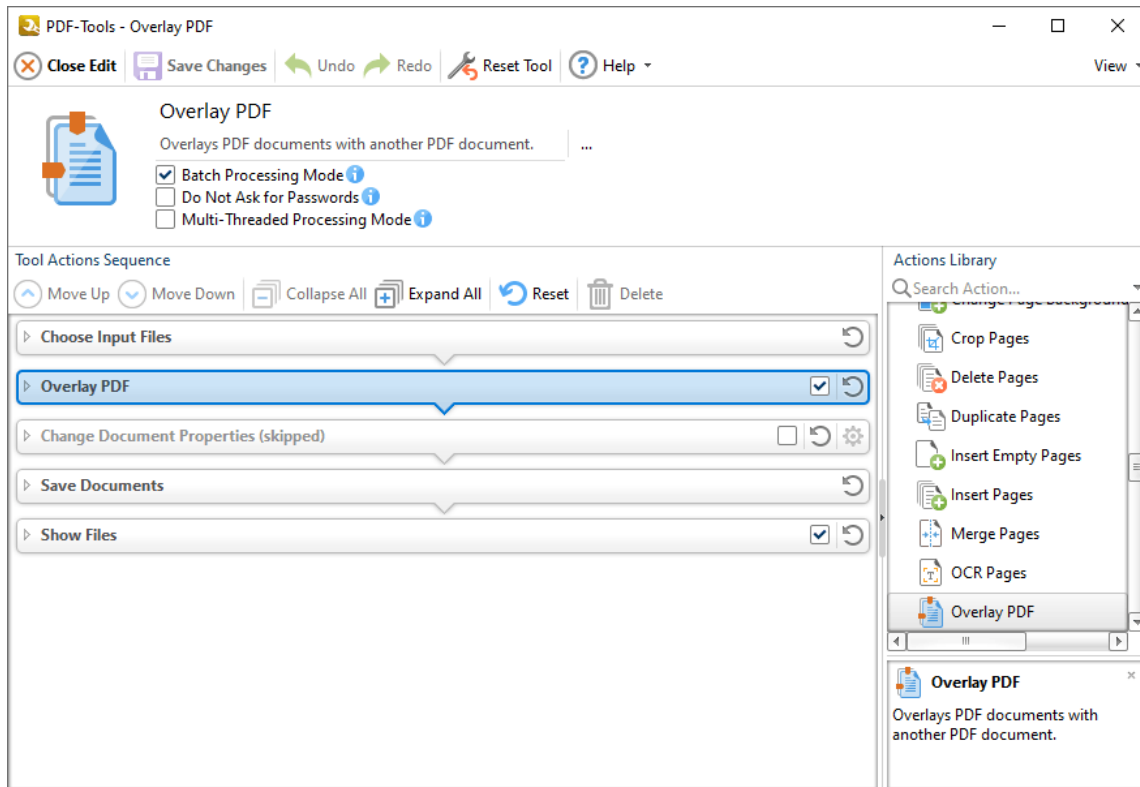 PDF-Tools - Overlay PDF
Close Edit Save Changes Undo Redo Reset Tool ? Help View
Overlay PDF
Overlays PDF documents with another PDF document. ...
Batch Processing Mode i
Do Not Ask for Passwords i
Multi-Threaded Processing Mode i
Tool Actions Sequence
Move Up Move Down Collapse All Expand All Reset Delete
Choose Input Files
Overlay PDF
Change Document Properties (skipped)
Save Documents
Show Files
Actions Library
Search Action...
Change Page Background
Crop Pages
Delete Pages
Duplicate Pages
Insert Empty Pages
Insert Pages
Merge Pages
OCR Pages
Overlay PDF
Overlay PDF
Overlays PDF documents with
another PDF document.